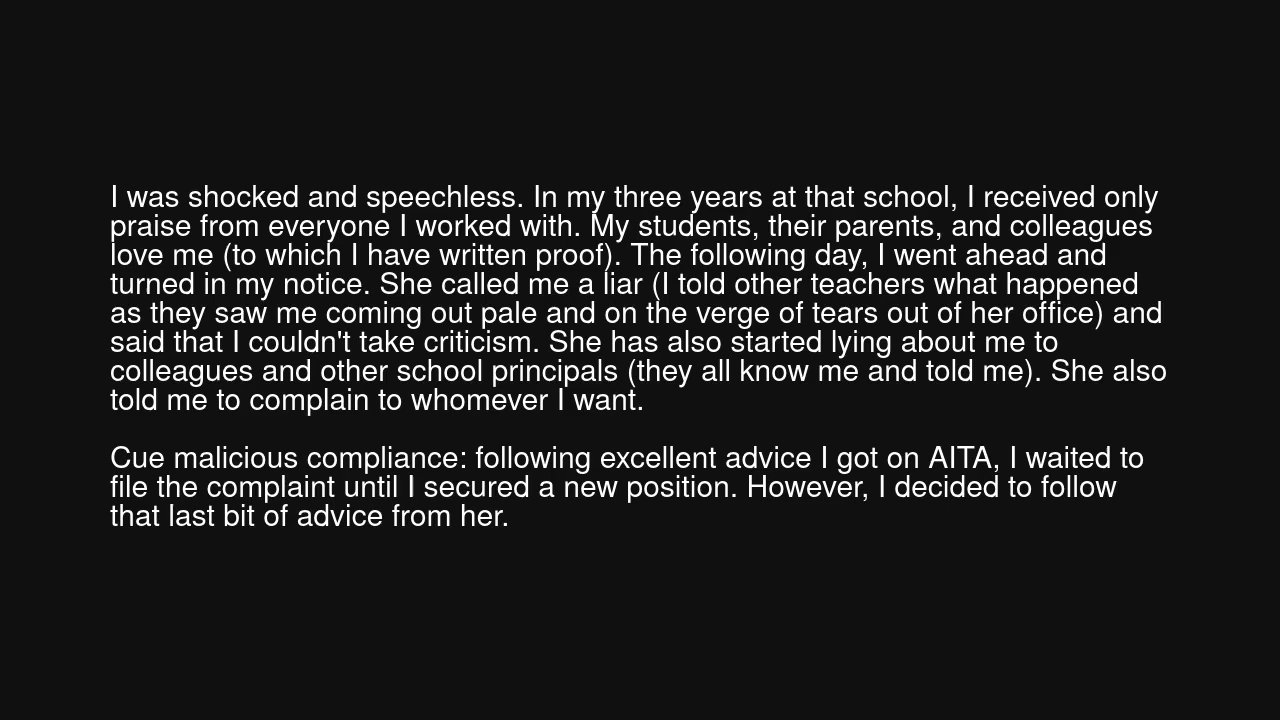 I was shocked and speechless. In my three years at that school, I received only
praise from everyone I worked with. My students, their parents, and colleagues
love me (to which I have written proof). The following day, I went ahead and
turned in my notice. She called me a liar (I told other teachers what happened
as they saw me coming out pale and on the verge of tears out of her office) and
said that I couldn't take criticism. She has also started lying about me to
colleagues and other school principals (they all know me and told me). She also
told me to complain to whomever I want.
Cue malicious compliance: following excellent advice I got on AITA, I waited to
file the complaint until I secured a new position. However, I decided to follow
that last bit of advice from her.